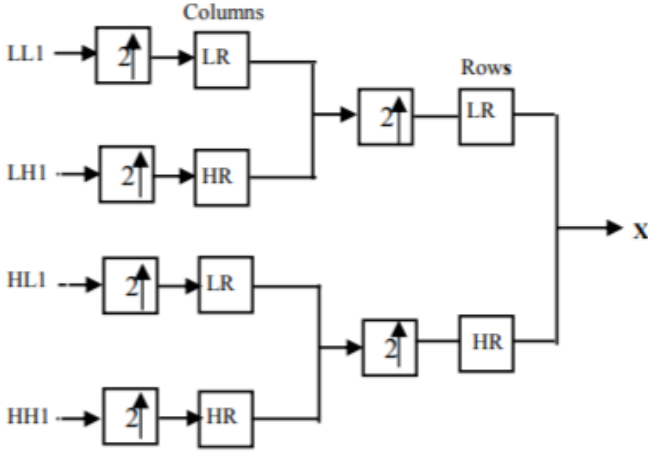 Columns
LL1 2 LR
Rows
2 LR
LH1 2 HR
X
HL1 2 LR
2 HR
HH1 2 HR